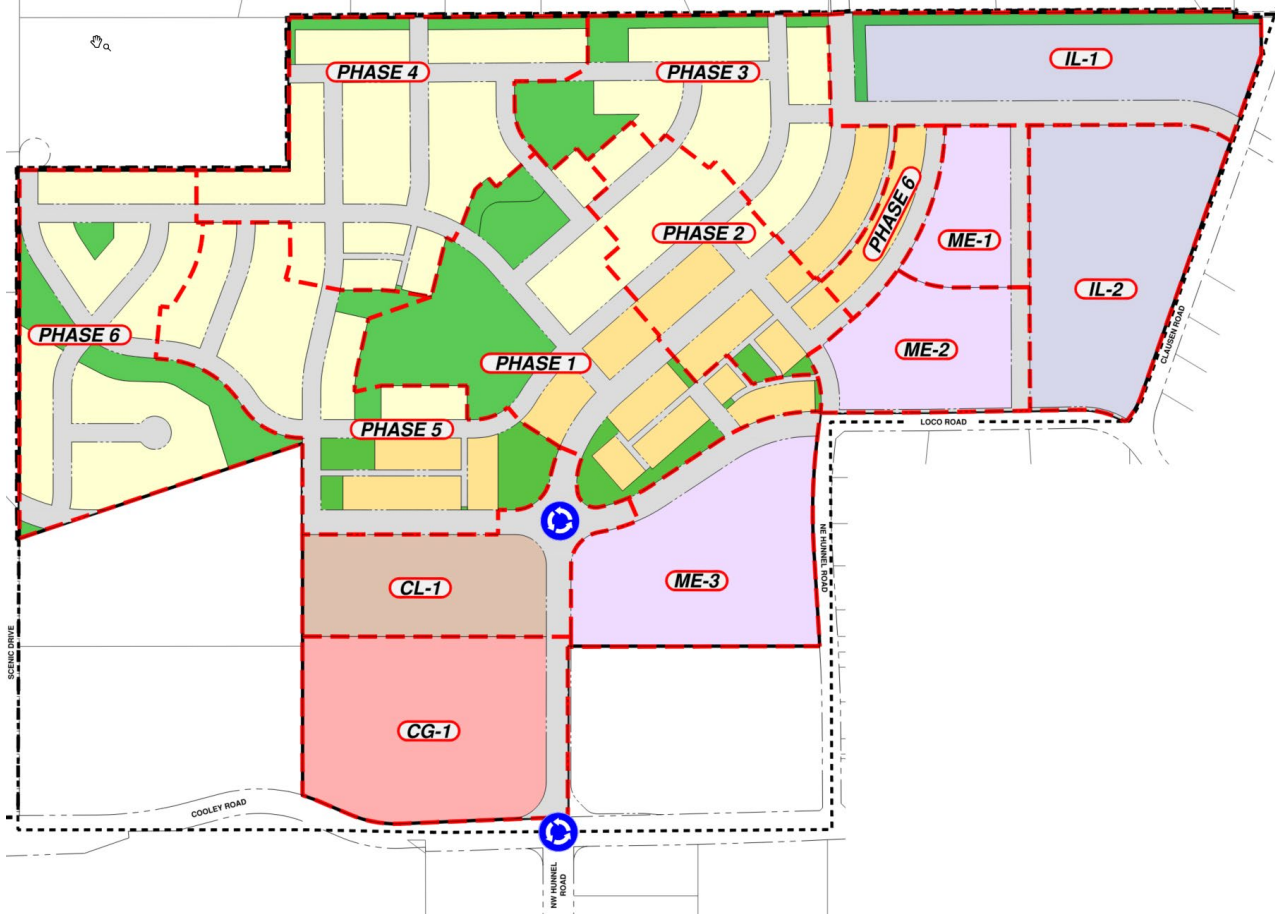 IL-1
PHASE 4
PHASE 3
PHASE 6
PHASE 2
ME-1
IL-2
PHASE 6
ME-2
PHASE 1
CLAUSEN ROAD
PHASE 5
LOCO ROAD
NE HUNNEL ROAD
CL-1
ME-3
SCENIC DRIVE
CG-1
COOLEY ROAD
NW HUNNEL
ROAD